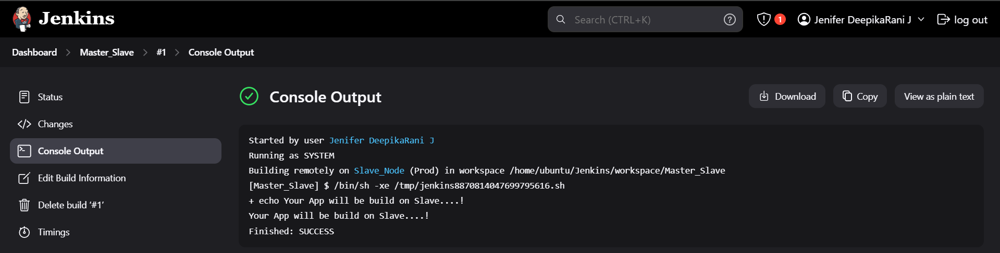 Jenkins
Search (CTRL+K)
?
1
Jenifer DeepikaRani J
log out
Dashboard > Master_Slave > #1 > Console Output
Status
Changes
Console Output
Edit Build Information
Delete build ‘#1’
Timings
Console Output
Download
Copy
View as plain text
Started by user Jenifer DeepikaRani J
Running as SYSTEM
Building remotely on Slave_Node (Prod) in workspace /home/ubuntu/Jenkins/workspace/Master_Slave
[Master_Slave] $ /bin/sh -xe /tmp/jenkins8870814047699795616.sh
+ echo Your App will be build on Slave....!
Your App will be build on Slave....!
Finished: SUCCESS